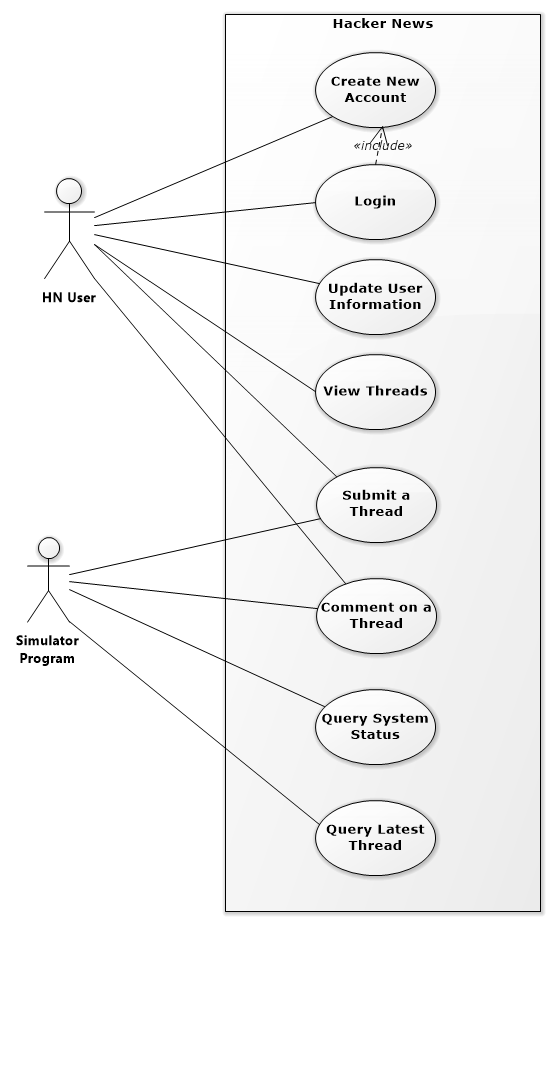 Hacker News
Create New
Account
«include»
Login
HN User
Update User
Information
View Threads
Submit a
Thread
Simulator
Program
Comment on a
Thread
Query System
Status
Query Latest
Thread